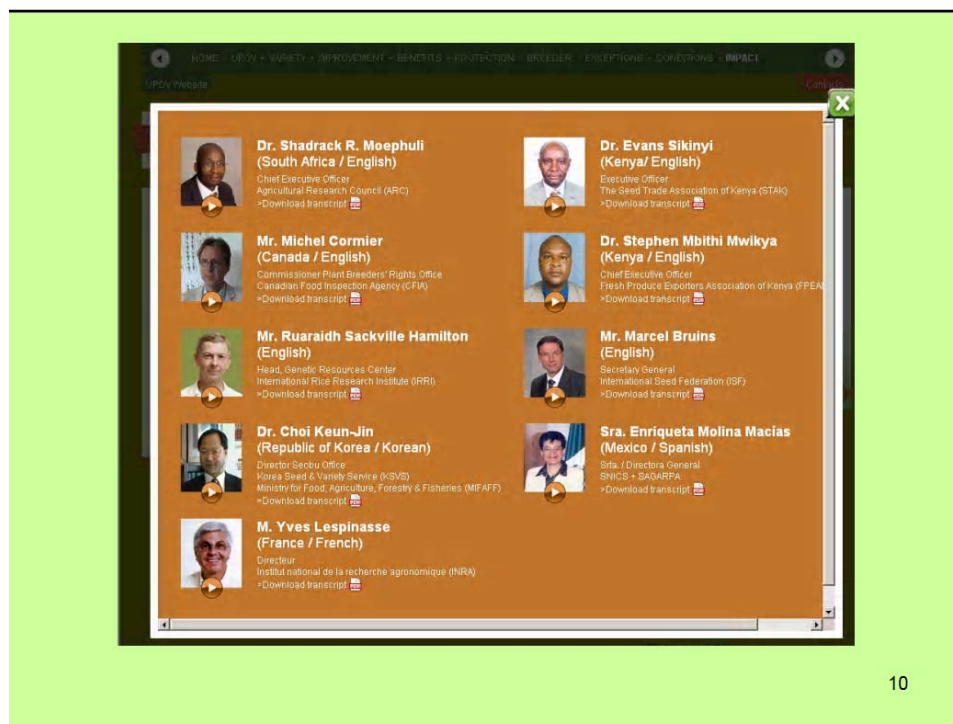 HOME - UPOV - VARIETY - IMPROVEMENT - BENEFITS - PROTECTION BREEDER EXCEPTIONS - CONDITIONS - IMPACT
UPOV Website
Dr. Shadrack R. Moephuli
(South Africa / English)
Chief Executive Officer
Agricultural Research Council (ARC)
>Download transcript
Mr. Michel Cormier
(Canada / English)
Commissioner Plant Breeders' Rights Office
Canadian Food Inspection Agency (CFIA)
>Download transcript
Mr. Ruaraidh Sackville Hamilton
(English)
Head, Genetic Resources Center
International Rice Research Institute (IRRI)
>Download transcript
Dr. Choi Keun-Jin
(Republic of Korea / Korean)
Director Seobu Office
Korea Seed & Variety Service (KSVS)
Ministry for Food, Agriculture, Forestry & Fisheries (MIFAFF)
>Download transcript
M. Yves Lespinasse
(France / French)
Directeur
Institut national de la recherche agronomique (INRA)
>Download transcript
Dr. Evans Sikinyi
(Kenya/ English)
Executive Officer
The Seed Trade Association of Kenya (STAK)
>Download transcript
Dr. Stephen Mbithi Mwikya
(Kenya / English)
Chief Executive Officer
Fresh Produce Exporters Association of Kenya (FPEA
>Download transcript
Mr. Marcel Bruins
(English)
Secretary General
International Seed Federation (ISF)
>Download transcript
Sra. Enriqueta Molina Macias
(Mexico / Spanish)
Srta. / Directora General
SNICS + SAGARPA
>Download transcript
10